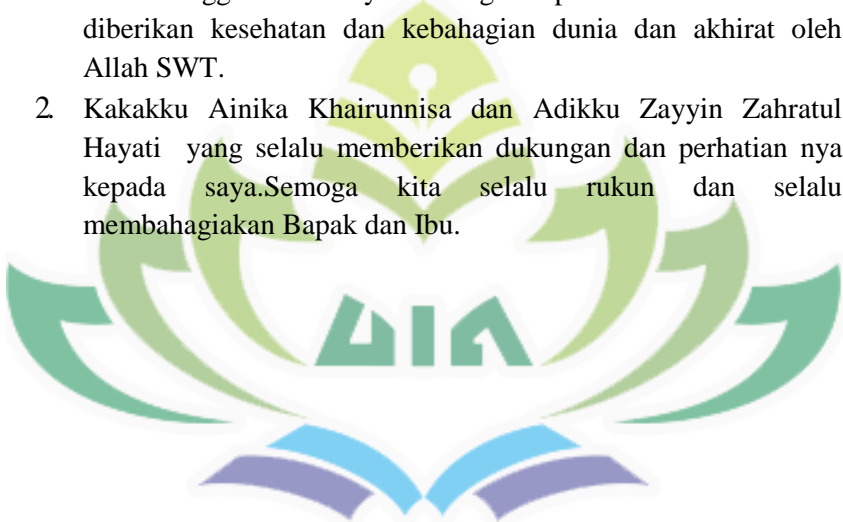 diberikan kesehatan dan kebahagian dunia dan akhirat oleh
Allah SWT.
2. Kakakku Ainika Khairunnisa dan Adikku Zayyin Zahratul
Hayati yang selalu memberikan dukungan dan perhatian nya
kepada saya.Semoga kita selalu rukun dan selalu
membahagiakan Bapak dan Ibu.
UIN